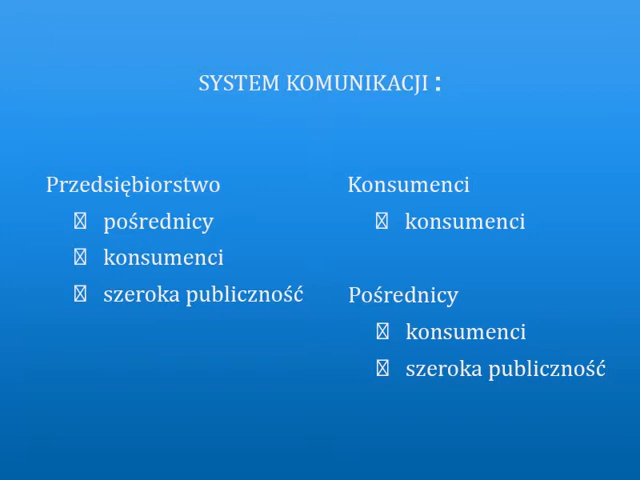 SYSTEM KOMUNIKACJI :
Przedsiębiorstwo
pośrednicy
konsumenci
szeroka publiczność
Konsumenci
konsumenci
Pośrednicy
konsumenci
szeroka publiczność